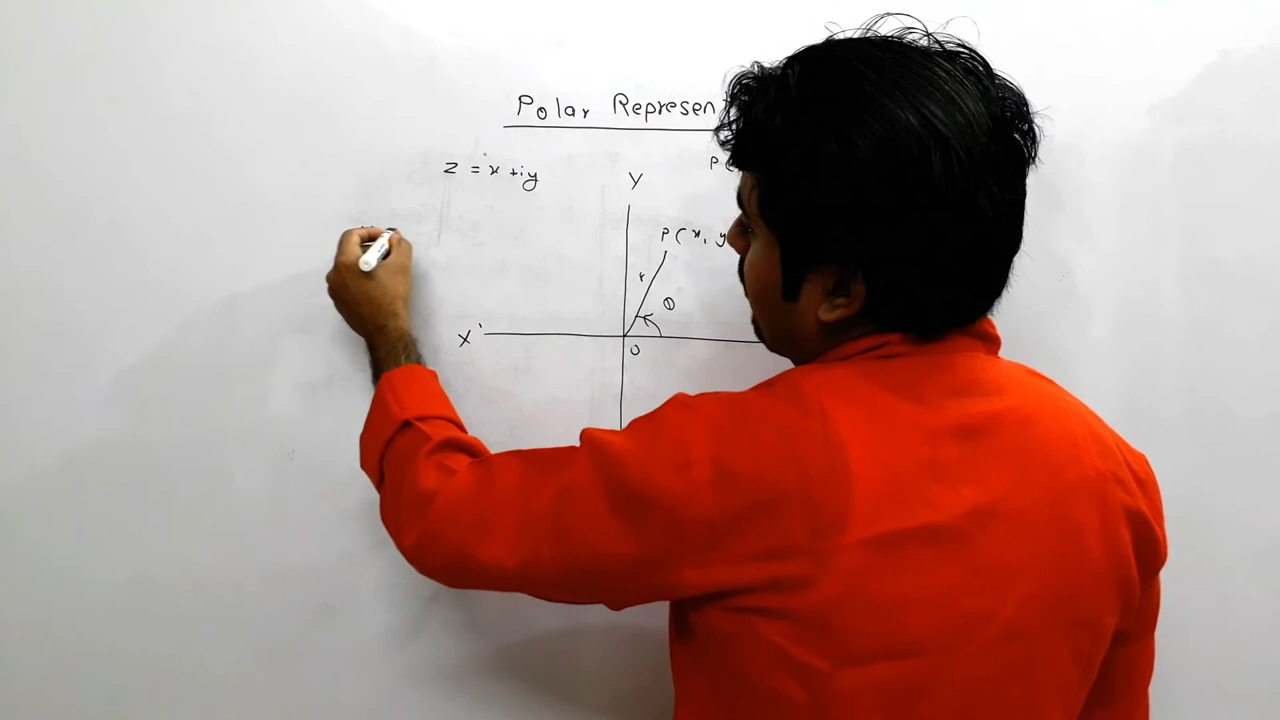 Polar Represen
z = x + iy
P(
Y
P(x, y
r
θ
X'
O